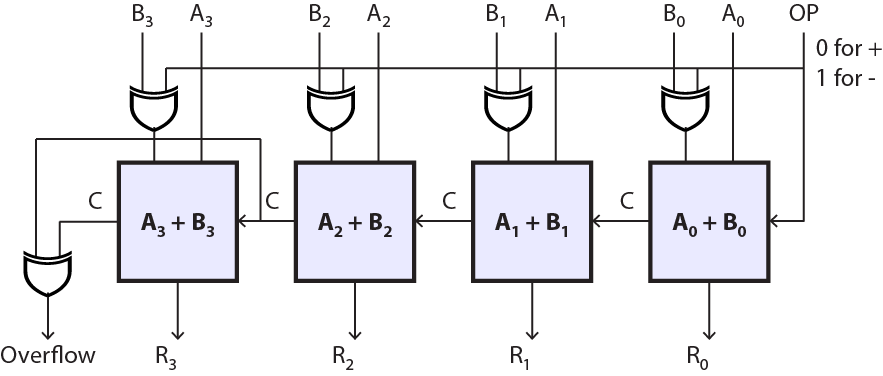 B₃ A₃ B₂ A₂ B₁ A₁ B₀ A₀ OP
0 for +
1 for -
C C C C
A₃ + B₃ A₂ + B₂ A₁ + B₁ A₀ + B₀
Overflow R₃ R₂ R₁ R₀